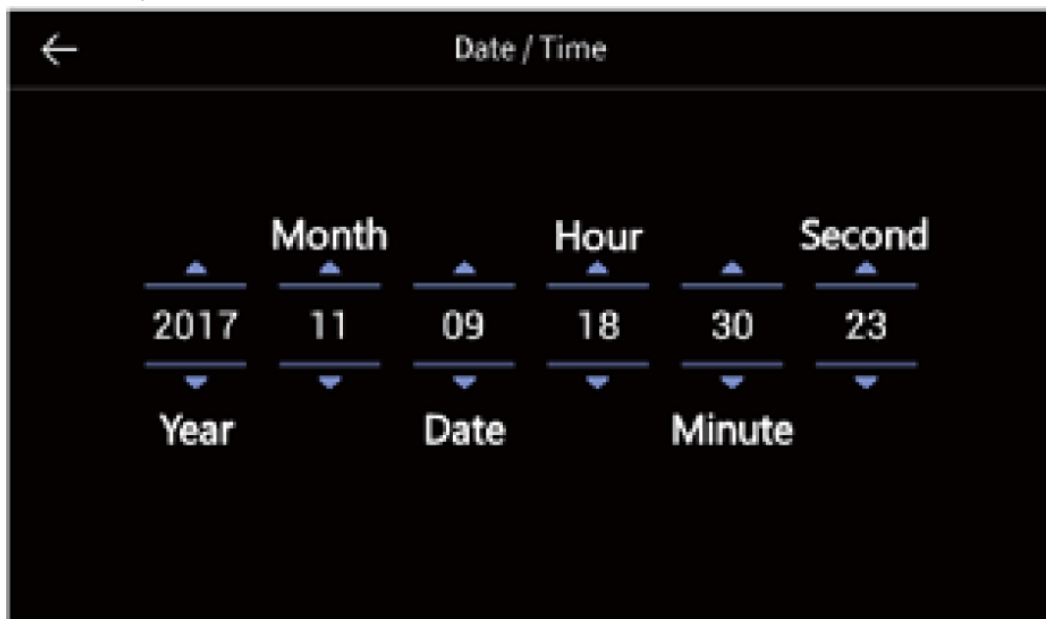 Date / Time
Month Hour Second
2017 11 09 18 30 23
Year Date Minute